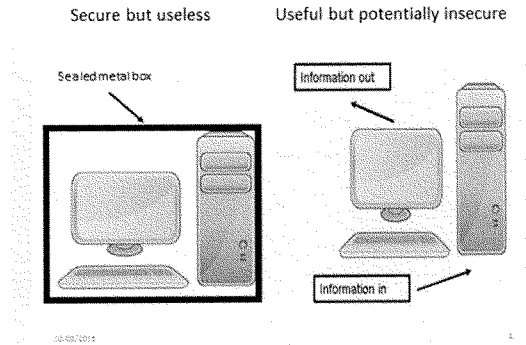 Secure but useless
Useful but potentially insecure
Sealed metal box
Information out
Information in